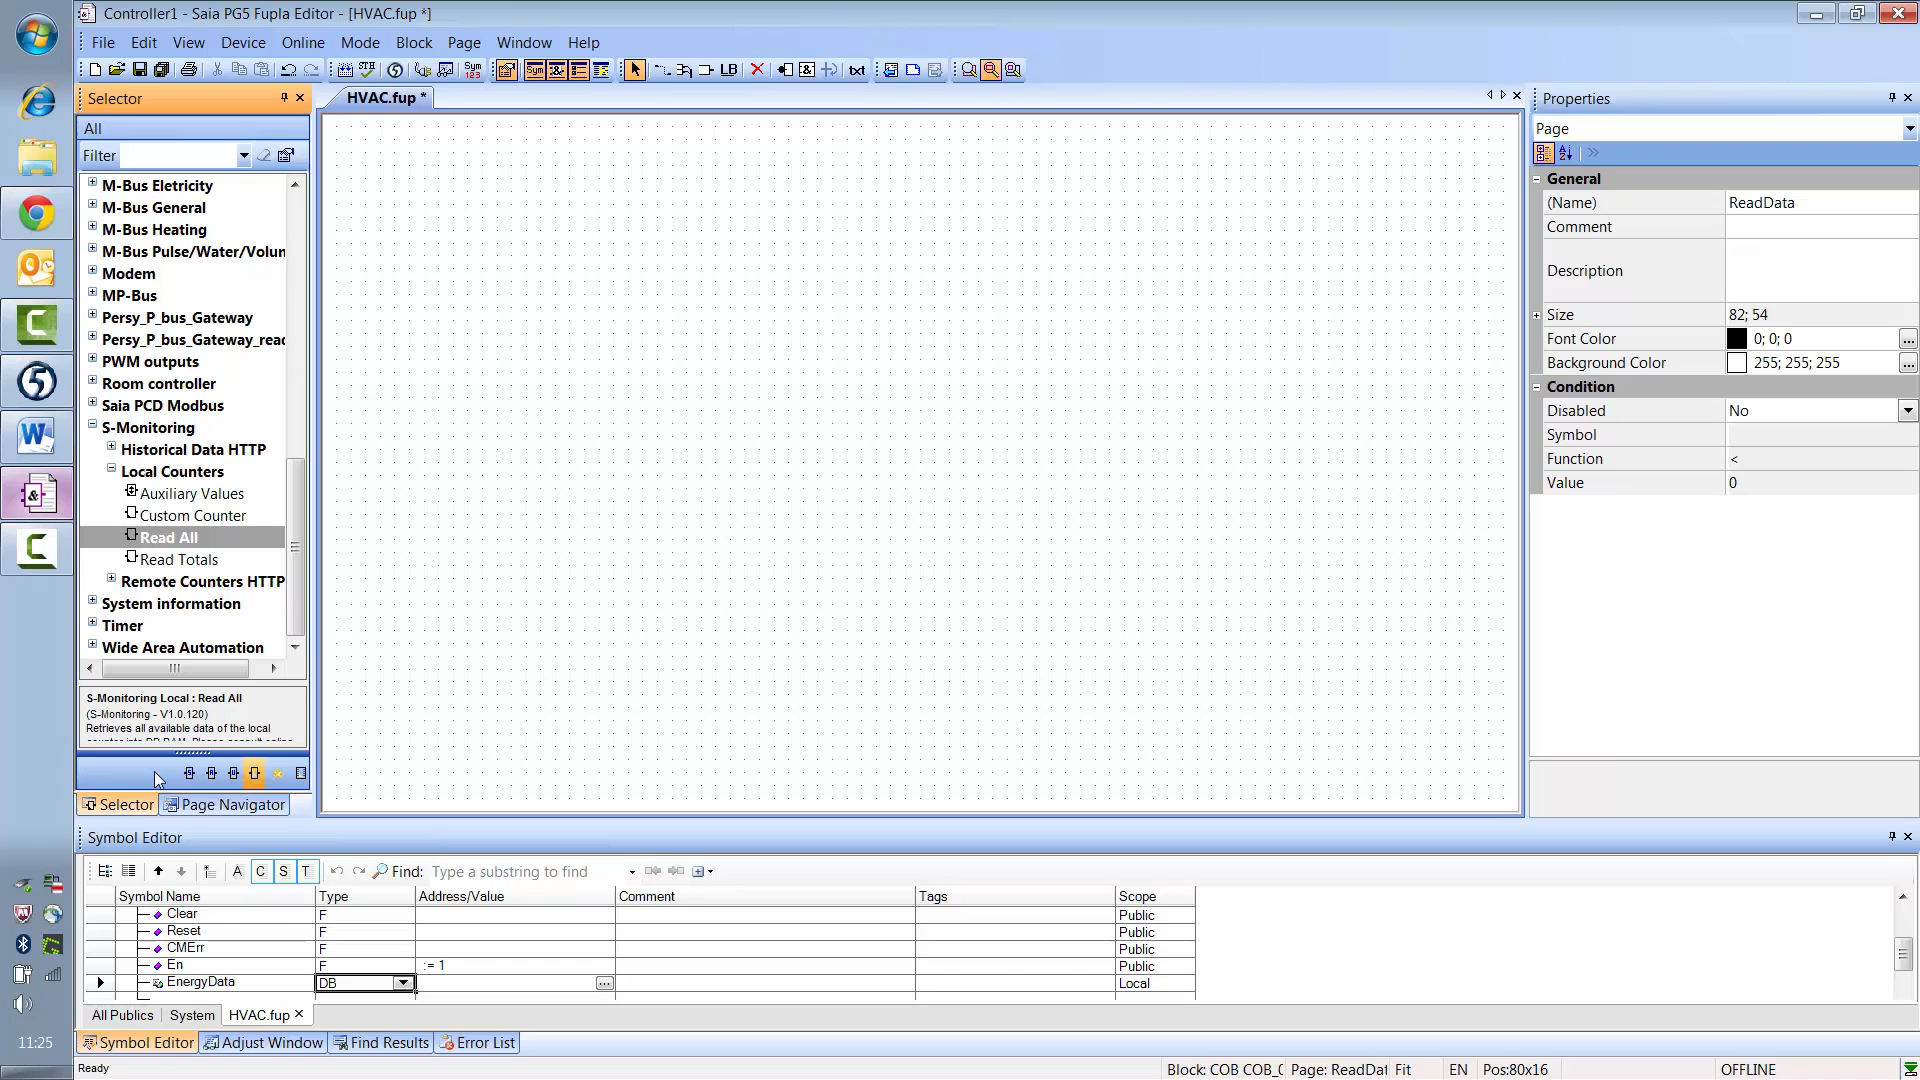 Controller1 - Saia PG5 Fupla Editor - [HVAC.fup *]
File Edit View Device Online Mode Block Page Window Help
Sym 123 LB txt
Selector
HVAC.fup *
Properties
All
Page
Filter
M-Bus Eletricity
M-Bus General
M-Bus Heating
M-Bus Pulse/Water/Volun
Modem
MP-Bus
Persy_P_bus_Gateway
Persy_P_bus_Gateway_read
PWM outputs
Room controller
Saia PCD Modbus
S-Monitoring
Historical Data HTTP
Local Counters
Auxiliary Values
Custom Counter
Read All
Read Totals
Remote Counters HTTP
System information
Timer
Wide Area Automation
General
(Name) ReadData
Comment
Description
Size 82; 54
Font Color 0; 0; 0
Background Color 255; 255; 255
Condition
Disabled No
Symbol
Function <
Value 0
S-Monitoring Local : Read All
(S-Monitoring - V1.0.120)
Retrieves all available data of the local
Selector Page Navigator
Symbol Editor
A C S T Find: Type a substring to find
Symbol Name Type Address/Value Comment Tags Scope
Clear F Public
Reset F Public
CMErr F Public
En F := 1 Public
EnergyData DB Local
All Publics System HVAC.fup
Symbol Editor Adjust Window Find Results Error List
11:25
Ready Block: COB COB_0 Page: ReadDat Fit EN Pos:80x16 OFFLINE